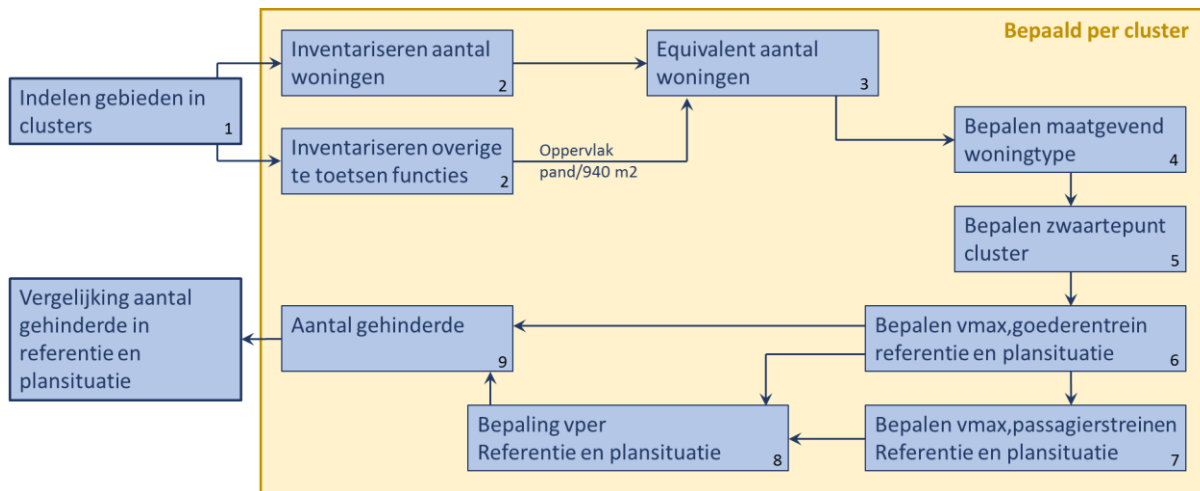 Bepaald per cluster
Indelen gebieden in
clusters
1
Inventariseren aantal
woningen
2
Inventariseren overige
te toetsen functies
2
Oppervlak
pand/940 m2
Equivalent aantal
woningen
3
Bepalen maatgevend
woningtype
4
Bepalen zwaartepunt
cluster
5
Bepalen vmax,goederentrein
referentie en plansituatie
6
Bepalen vmax,passagierstreinen
Referentie en plansituatie
7
Bepaling vper
Referentie en plansituatie
8
Aantal gehinderde
9
Vergelijking aantal
gehinderde in
referentie en
plansituatie